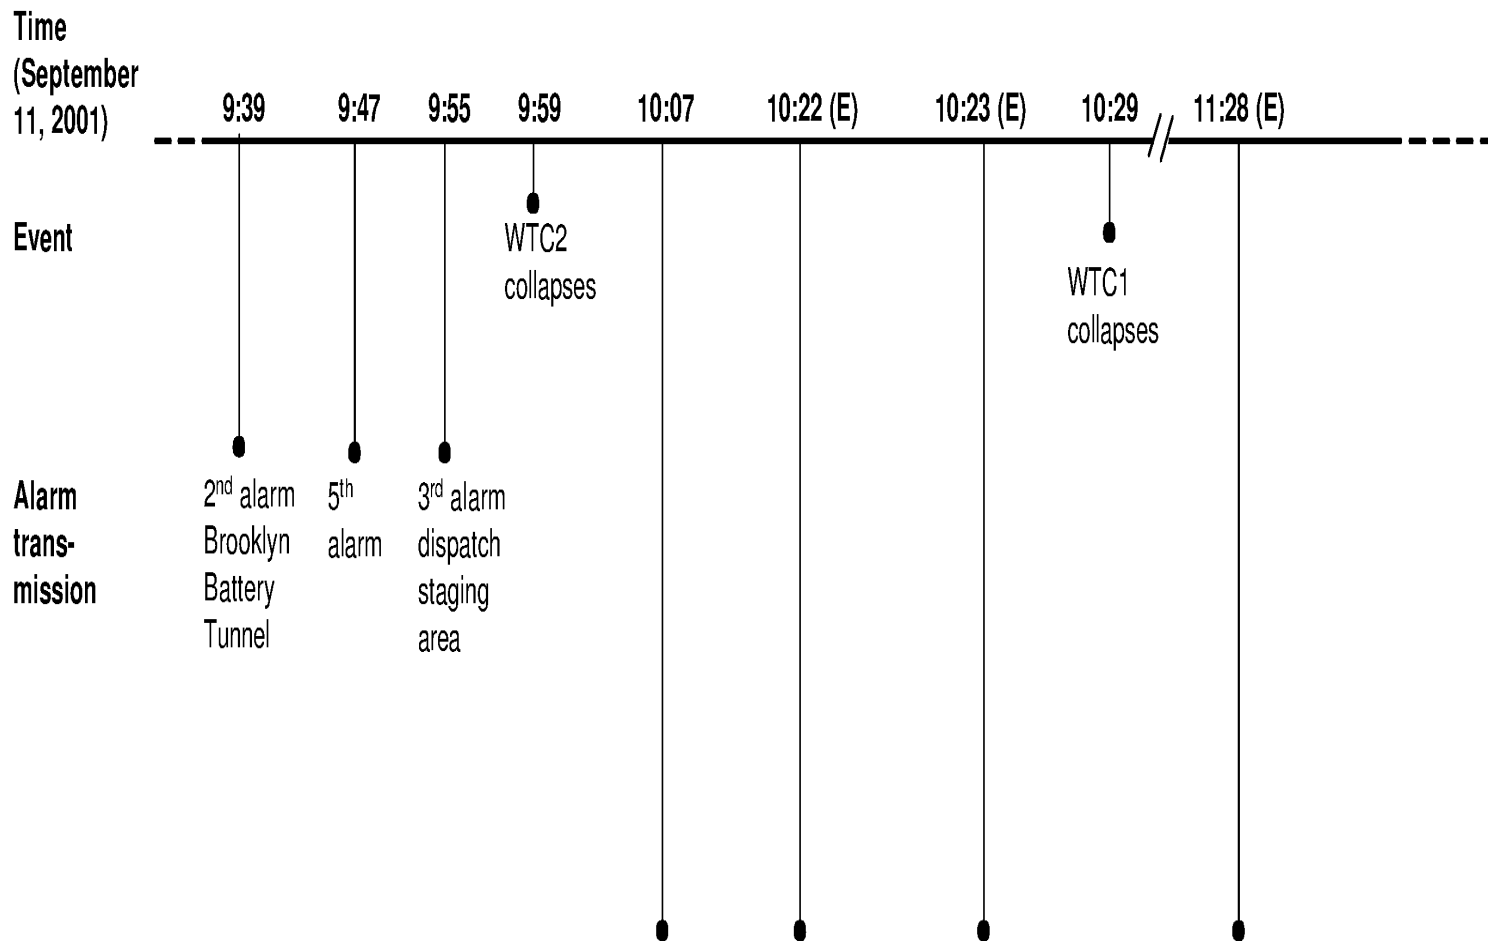 Time
(September
11, 2001)
9:39 9:47 9:55 9:59 10:07 10:22 (E) 10:23 (E) 10:29 11:28 (E)
Event
WTC2
collapses
WTC1
collapses
Alarm
trans-
mission
2nd alarm
Brooklyn
Battery
Tunnel
5th
alarm
3rd alarm
dispatch
staging
area